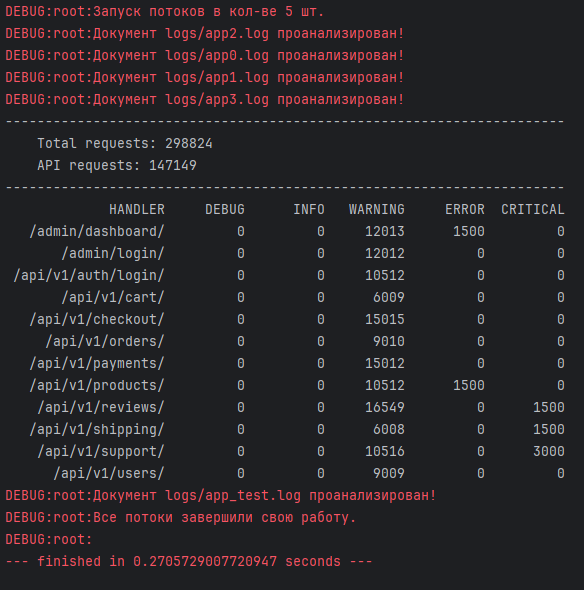 DEBUG:root:Запуск потоков в кол-ве 5 шт.
DEBUG:root:Документ logs/app2.log проанализирован!
DEBUG:root:Документ logs/app0.log проанализирован!
DEBUG:root:Документ logs/app1.log проанализирован!
DEBUG:root:Документ logs/app3.log проанализирован!
----------------------------------------------------------------------
Total requests: 298824
API requests: 147149
----------------------------------------------------------------------
HANDLER DEBUG INFO WARNING ERROR CRITICAL
/admin/dashboard/ 0 0 12013 1500 0
/admin/login/ 0 0 12012 0 0
/api/v1/auth/login/ 0 0 10512 0 0
/api/v1/cart/ 0 0 6009 0 0
/api/v1/checkout/ 0 0 15015 0 0
/api/v1/orders/ 0 0 9010 0 0
/api/v1/payments/ 0 0 15012 0 0
/api/v1/products/ 0 0 10512 1500 0
/api/v1/reviews/ 0 0 16549 0 1500
/api/v1/shipping/ 0 0 6008 0 1500
/api/v1/support/ 0 0 10516 0 3000
/api/v1/users/ 0 0 9009 0 0
DEBUG:root:Документ logs/app_test.log проанализирован!
DEBUG:root:Все потоки завершили свою работу.
DEBUG:root:
--- finished in 0.2705729007720947 seconds ---